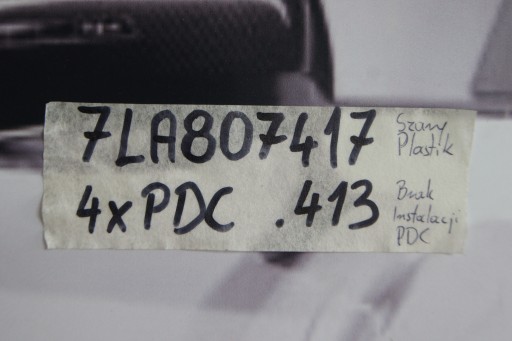 7LA807417
4xPDC .413
Szary
Plastik
Brak
Instalacji
PDC